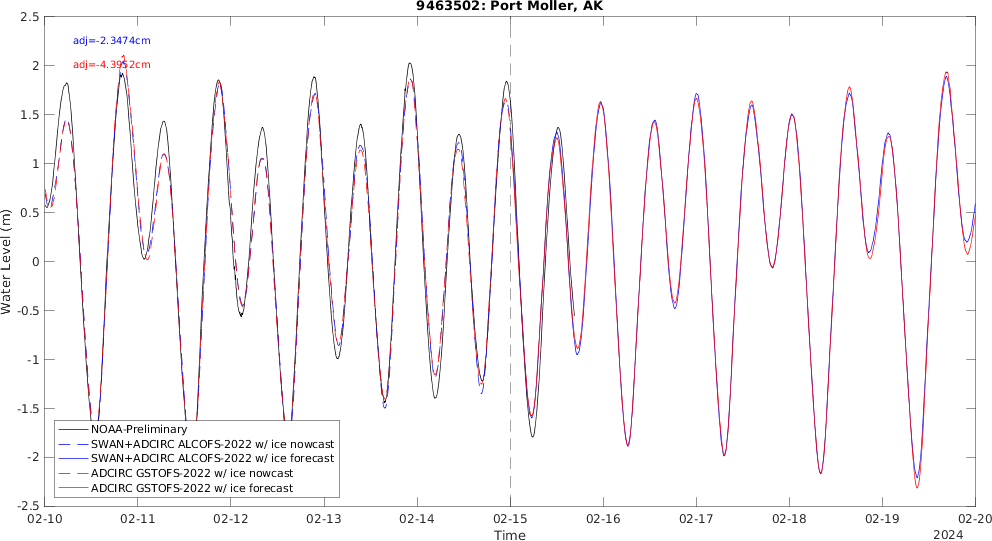 9463502: Port Moller, AK
adj=-2.3474cm
adj=-4.3952cm
2.5
2
1.5
1
0.5
0
-0.5
-1
-1.5
-2
-2.5
Water Level (m)
NOAA-Preliminary
SWAN+ADCIRC ALCOFS-2022 w/ ice nowcast
SWAN+ADCIRC ALCOFS-2022 w/ ice forecast
ADCIRC GSTOFS-2022 w/ ice nowcast
ADCIRC GSTOFS-2022 w/ ice forecast
02-10 02-11 02-12 02-13 02-14 02-15 02-16 02-17 02-18 02-19 02-20
Time
2024